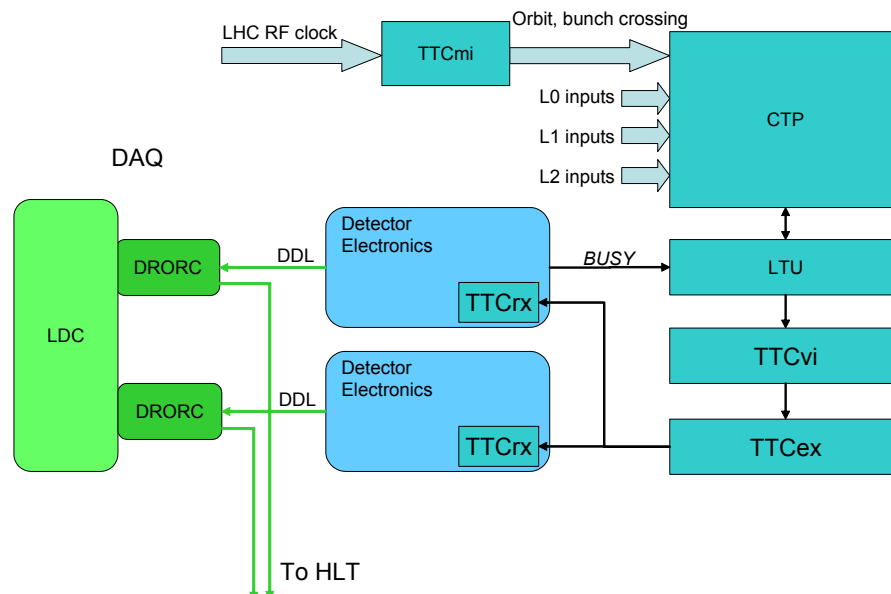 Orbit, bunch crossing
LHC RF clock
TTCmi
CTP
L0 inputs
L1 inputs
L2 inputs
DAQ
Detector
Electronics
DDL
BUSY
DRORC
LTU
TTCrx
LDC
TTCvi
Detector
Electronics
DDL
DRORC
TTCrx
TTCex
To HLT